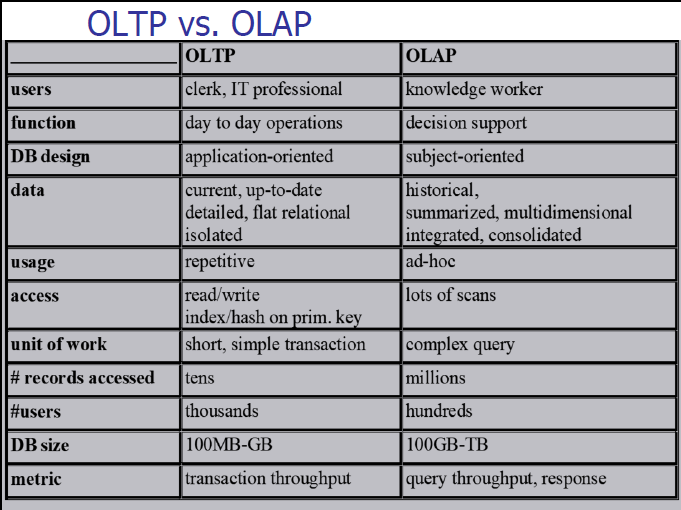 OLTP vs. OLAP
OLTP OLAP
users clerk, IT professional knowledge worker
function day to day operations decision support
DB design application-oriented subject-oriented
data current, up-to-date historical,
detailed, flat relational summarized, multidimensional
isolated integrated, consolidated
usage repetitive ad-hoc
access read/write lots of scans
index/hash on prim. key
unit of work short, simple transaction complex query
# records accessed tens millions
#users thousands hundreds
DB size 100MB-GB 100GB-TB
metric transaction throughput query throughput, response